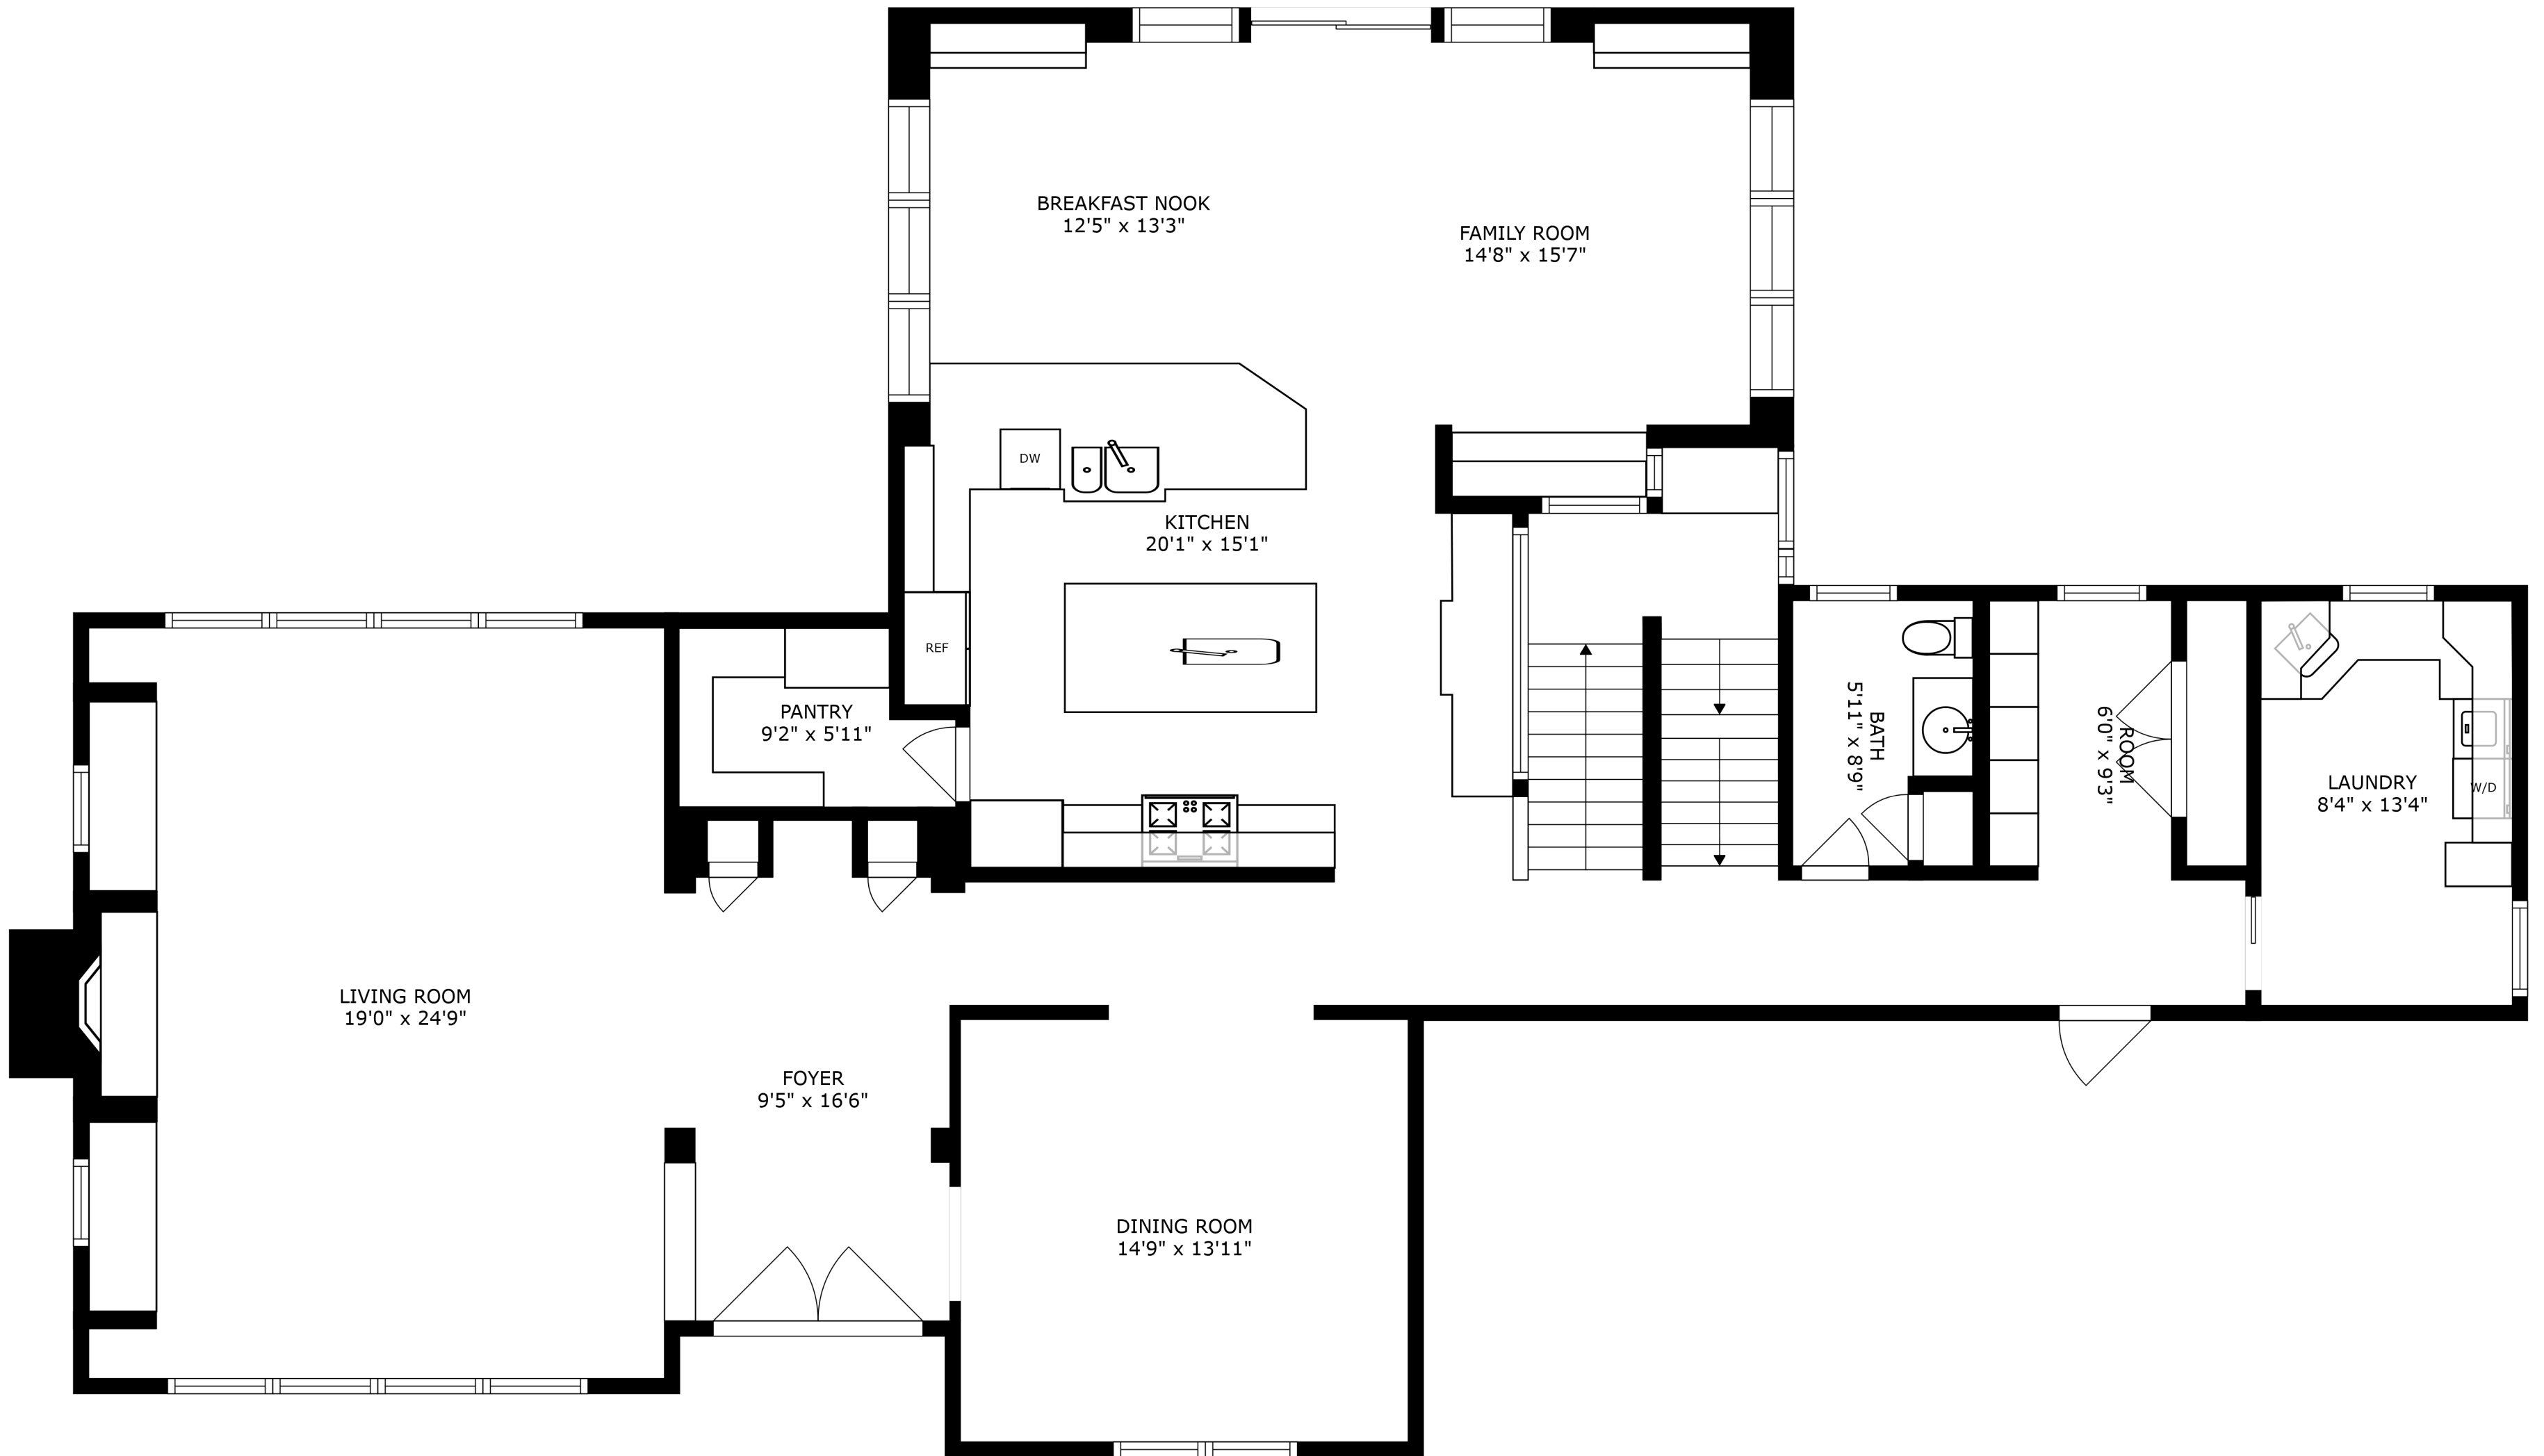 BREAKFAST NOOK
12'5" x 13'3"
FAMILY ROOM
14'8" x 15'7"
DW
KITCHEN
20'1" x 15'1"
REF
PANTRY
9'2" x 5'11"
BATH
5'11" x 8'9"
ROOM
6'0" x 9'3"
LAUNDRY
8'4" x 13'4"
W/D
LIVING ROOM
19'0" x 24'9"
FOYER
9'5" x 16'6"
DINING ROOM
14'9" x 13'11"